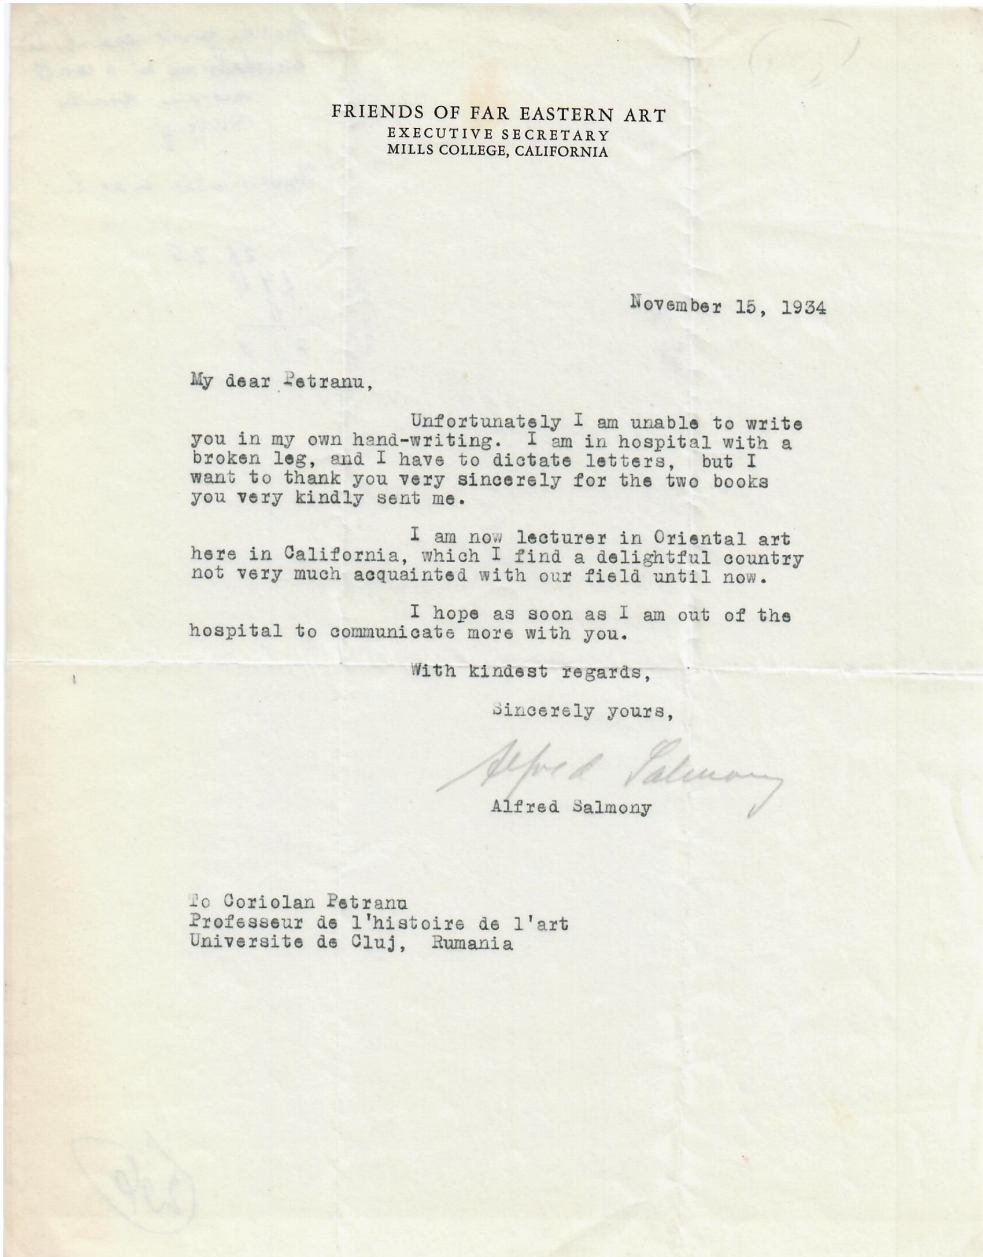 FRIENDS OF FAR EASTERN ART
EXECUTIVE SECRETARY
MILLS COLLEGE, CALIFORNIA
November 15, 1934
My dear Petranu,
Unfortunately I am unable to write
you in my own hand-writing. I am in hospital with a
broken leg, and I have to dictate letters, but I
want to thank you very sincerely for the two books
you very kindly sent me.
I am now lecturer in Oriental art
here in California, which I find a delightful country
not very much acquainted with our field until now.
I hope as soon as I am out of the
hospital to communicate more with you.
With kindest regards,
Sincerely yours,
Alfred Salmony
Alfred Salmony
To Coriolan Petranu
Professeur de l'histoire de l'art
Universite de Cluj, Rumania